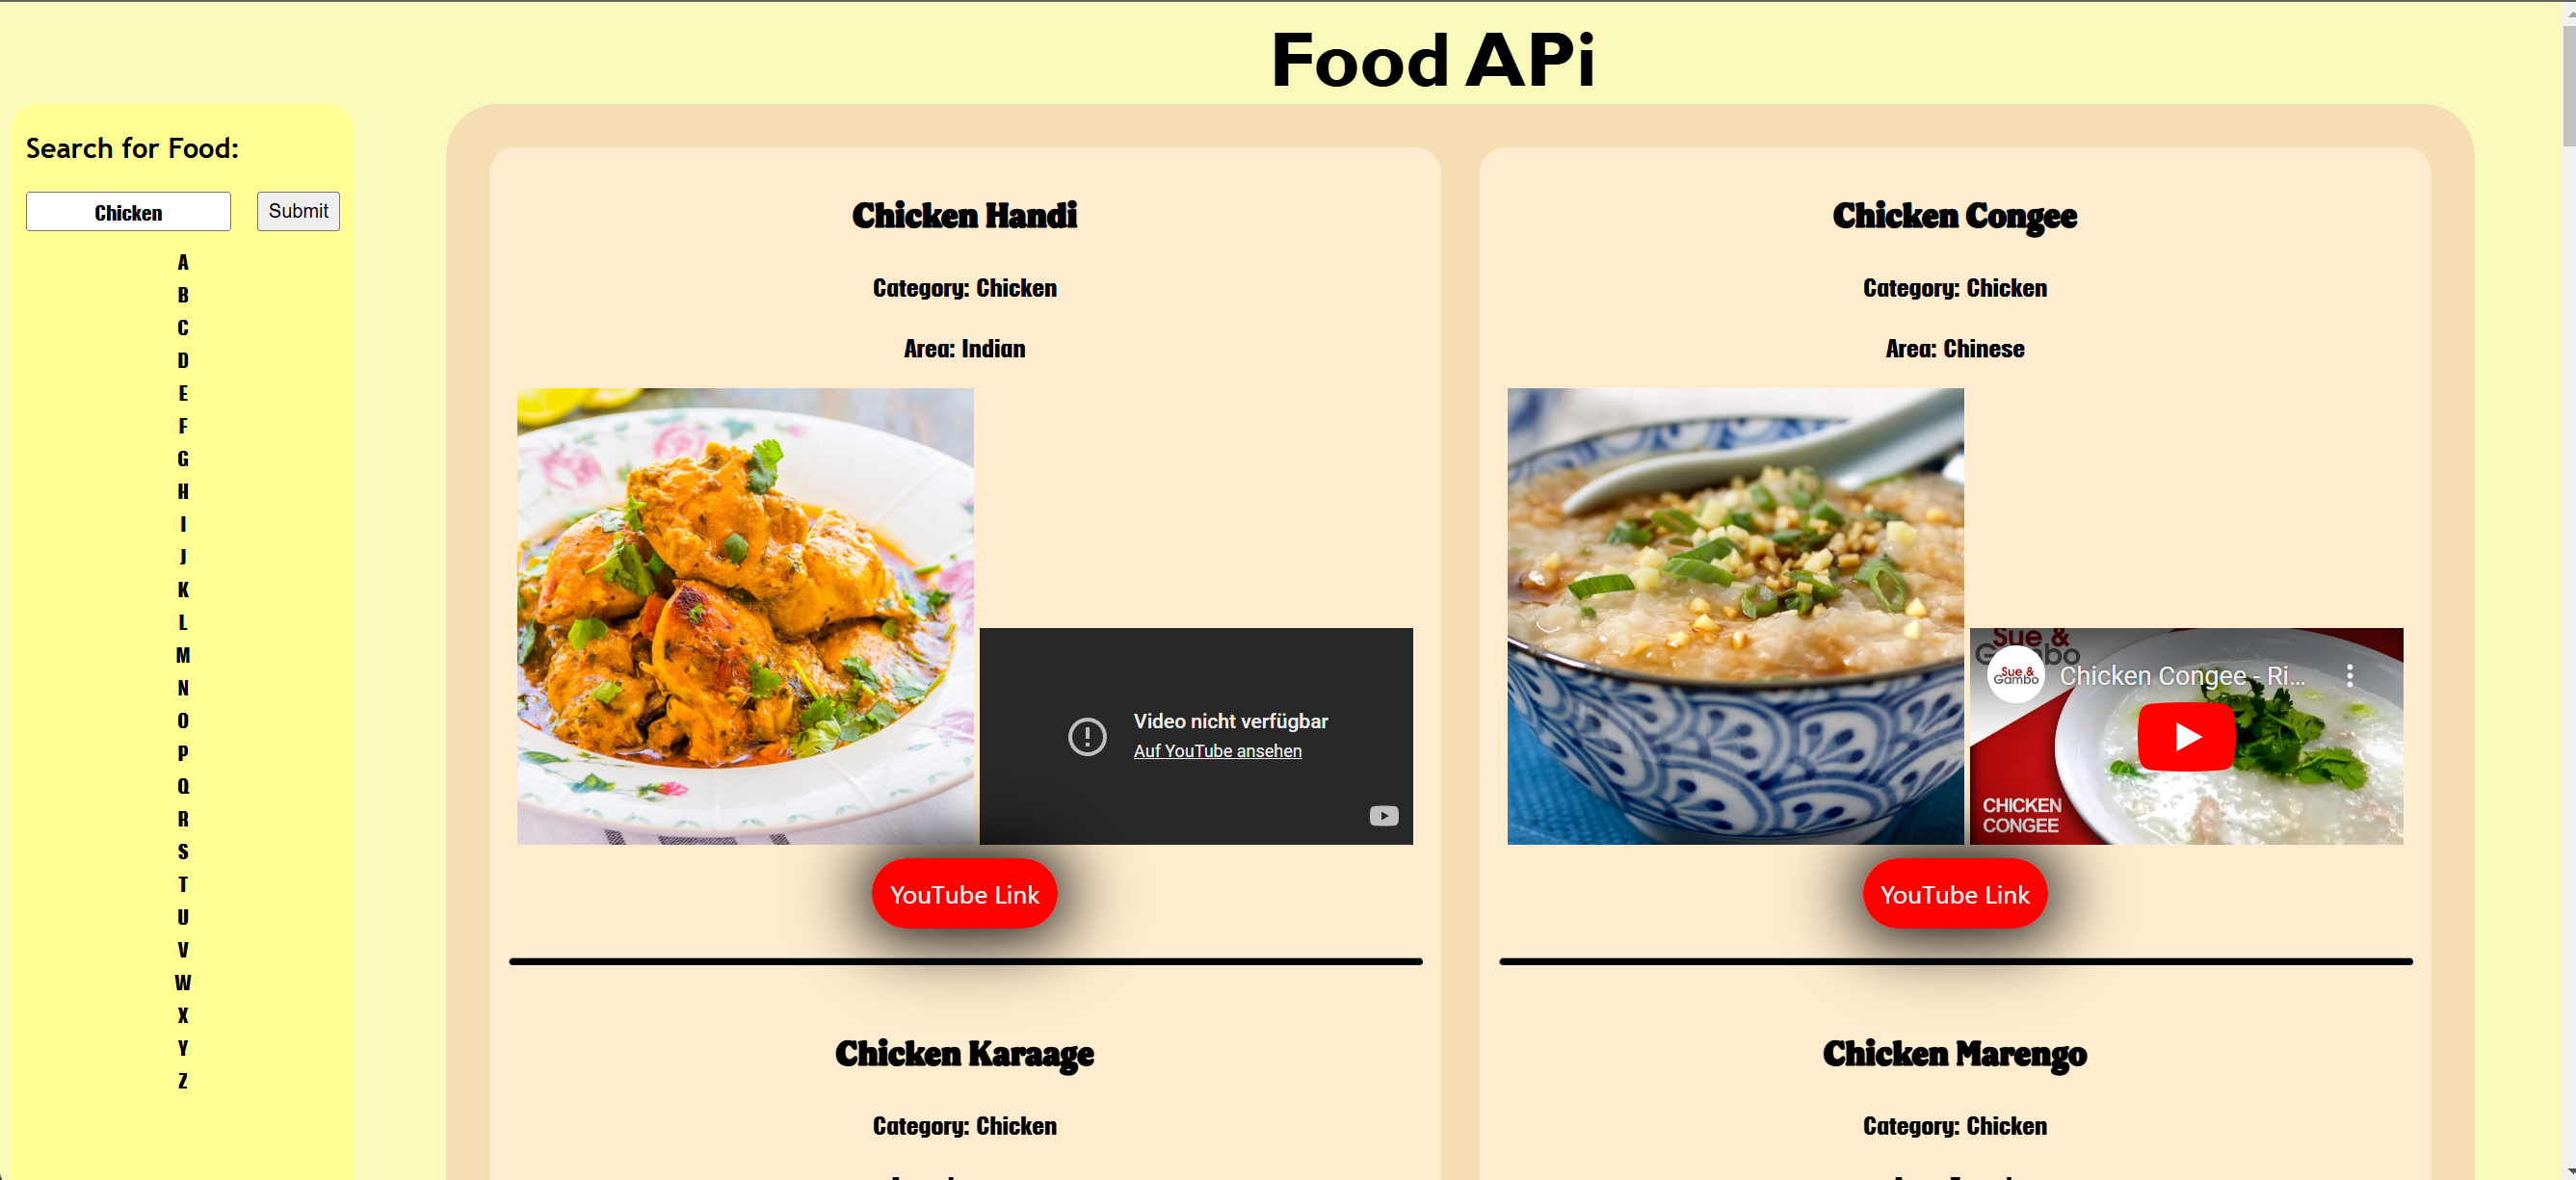 Food APi
Search for Food:
Chicken
Submit
A
B
C
D
E
F
G
H
I
J
K
L
M
N
O
P
Q
R
S
T
U
V
W
X
Y
Z
Chicken Handi
Category: Chicken
Area: Indian
Video nicht verfügbar
Auf YouTube ansehen
YouTube Link
Chicken Karaage
Category: Chicken
Chicken Congee
Category: Chicken
Area: Chinese
Sue &
Gambo
Sue &
Gambo
Chicken Congee - Ri...
CHICKEN
CONGEE
YouTube Link
Chicken Marengo
Category: Chicken